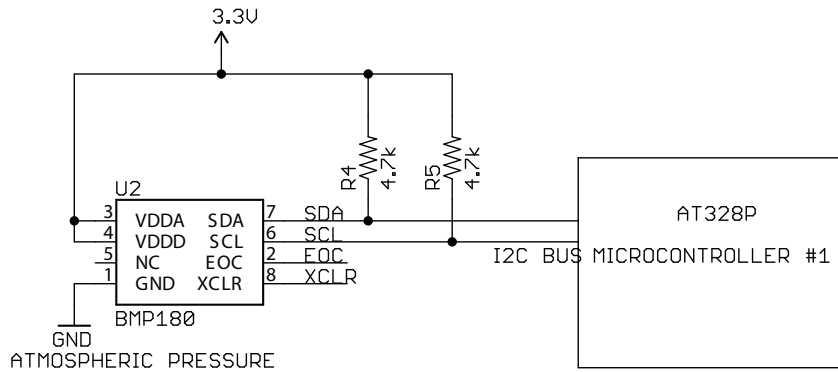 3.3V
R4
4.7k
R5
4.7k
U2
3 VDDA SDA 7 SDA
4 VDDD SCL 6 SCL
5 NC EOC 2 EOC
1 GND XCLR 8 XCLR
BMP180
GND
ATMOSPHERIC PRESSURE
AT328P
I2C BUS MICROCONTROLLER #1